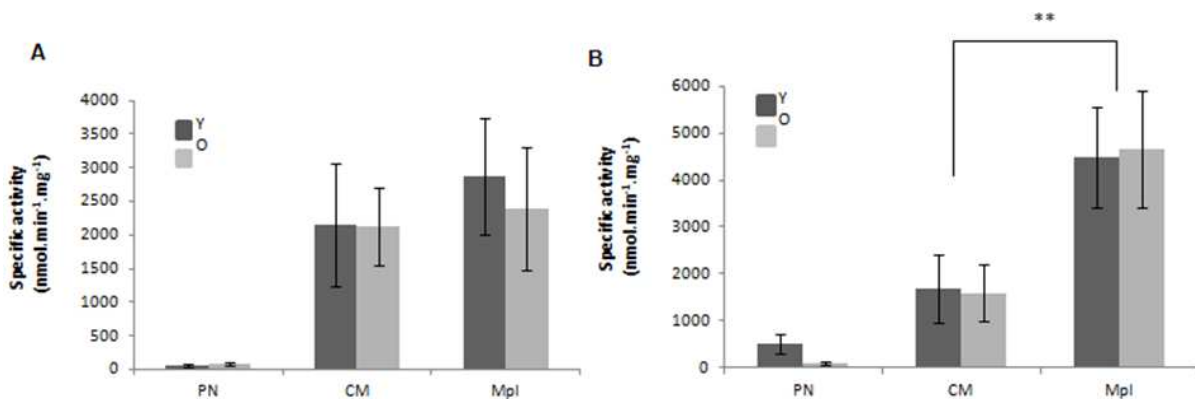 A
Specific activity
(nmol.min⁻¹.mg⁻¹)
4000
3500
3000
2500
2000
1500
1000
500
0
Y
O
PN
CM
Mpl
B
**
Specific activity
(nmol.min⁻¹.mg⁻¹)
6000
5000
4000
3000
2000
1000
0
Y
O
PN
CM
Mpl